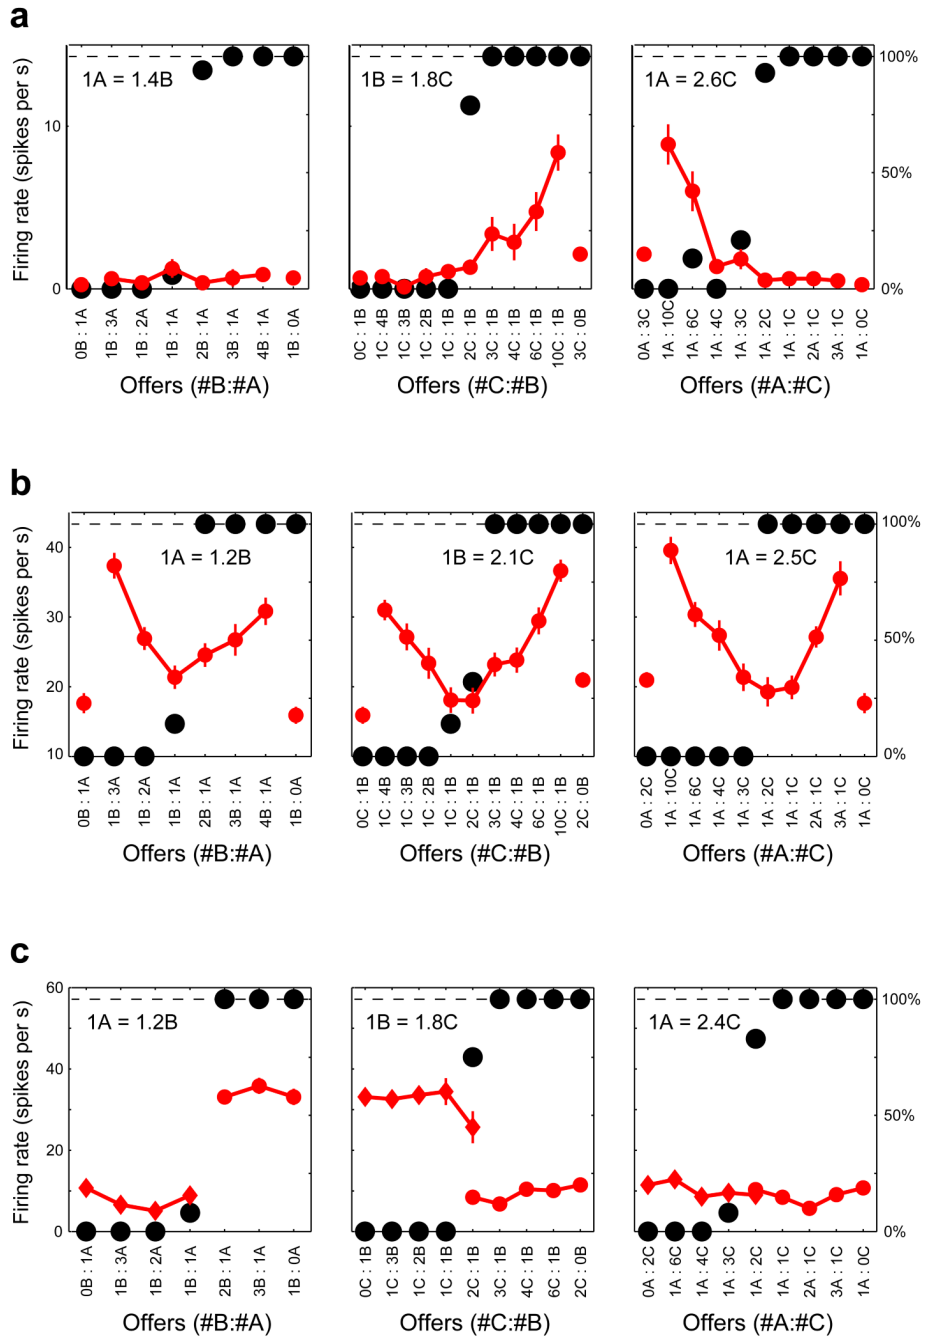 a
Firing rate (spikes per s)
10
0
1A = 1.4B
0B : 1A
1B : 3A
1B : 2A
1B : 1A
2B : 1A
3B : 1A
4B : 1A
1B : 0A
Offers (#B:#A)
1B = 1.8C
0C : 1B
1C : 4B
1C : 3B
1C : 2B
1C : 1B
2C : 1B
3C : 1B
4C : 1B
6C : 1B
10C : 1B
3C : 0B
Offers (#C:#B)
1A = 2.6C
100%
50%
0%
0A : 3C
1A : 10C
1A : 6C
1A : 4C
1A : 3C
1A : 2C
1A : 1C
2A : 1C
3A : 1C
1A : 0C
Offers (#A:#C)
b
Firing rate (spikes per s)
40
30
20
10
1A = 1.2B
0B : 1A
1B : 3A
1B : 2A
1B : 1A
2B : 1A
3B : 1A
4B : 1A
1B : 0A
Offers (#B:#A)
1B = 2.1C
0C : 1B
1C : 4B
1C : 3B
1C : 2B
1C : 1B
2C : 1B
3C : 1B
4C : 1B
6C : 1B
10C : 1B
2C : 0B
Offers (#C:#B)
1A = 2.5C
100%
50%
0%
0A : 2C
1A : 10C
1A : 6C
1A : 4C
1A : 3C
1A : 2C
1A : 1C
2A : 1C
3A : 1C
1A : 0C
Offers (#A:#C)
c
Firing rate (spikes per s)
60
40
20
0
1A = 1.2B
0B : 1A
1B : 3A
1B : 2A
1B : 1A
2B : 1A
3B : 1A
1B : 0A
Offers (#B:#A)
1B = 1.8C
0C : 1B
1C : 3B
1C : 2B
1C : 1B
2C : 1B
3C : 1B
4C : 1B
6C : 1B
2C : 0B
Offers (#C:#B)
1A = 2.4C
100%
50%
0%
0A : 2C
1A : 6C
1A : 4C
1A : 3C
1A : 2C
1A : 1C
2A : 1C
3A : 1C
1A : 0C
Offers (#A:#C)